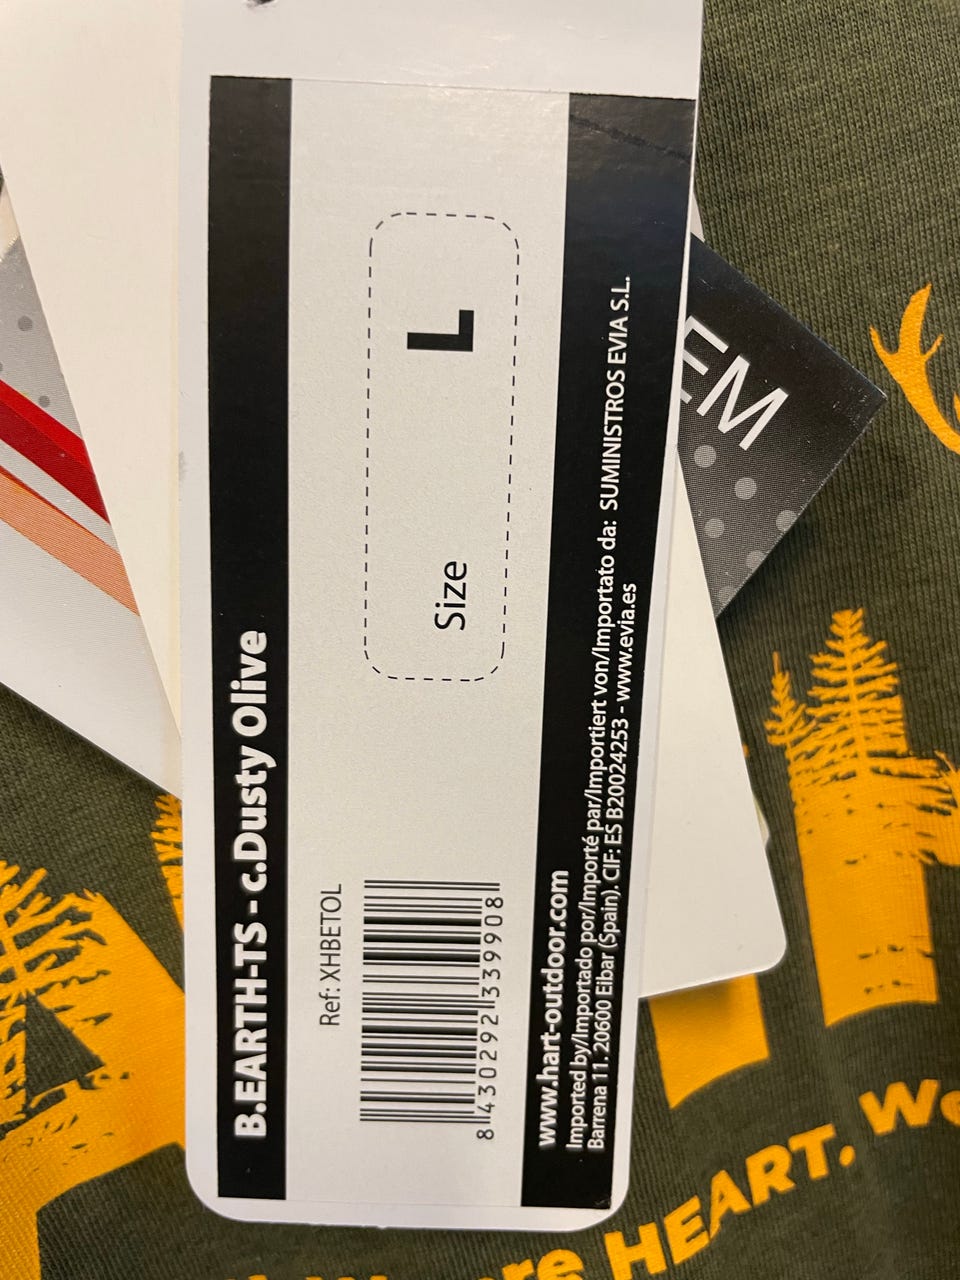 B.EARTH-TS - c.Dusty Olive
Ref: XHBETOL
8 430292 339908
Size L
www.hart-outdoor.com
Imported by/Importado por/Importé par/Importiert von/Importato da: SUMINISTROS EVIA S.L.
Barrena 11. 20600 Eibar (Spain). CIF: ES B20024253 - www.evia.es
EM
HEART.